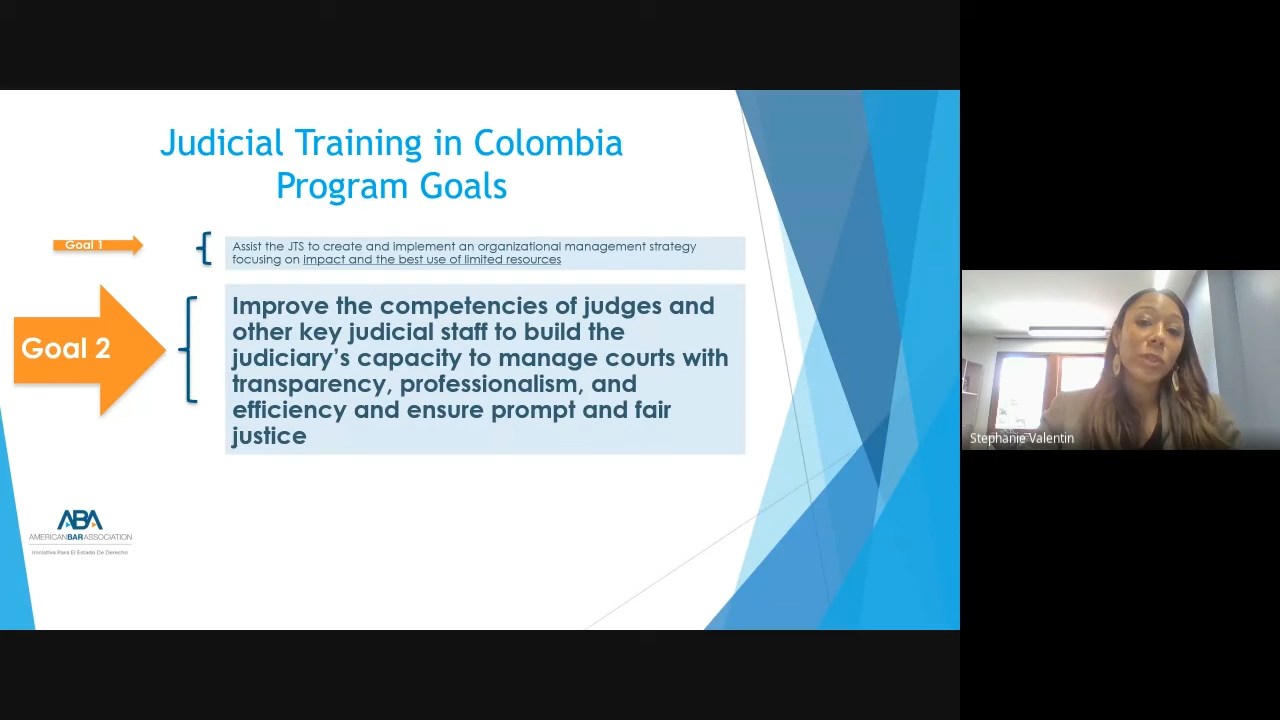 Judicial Training in Colombia
Program Goals
Goal 1
Assist the JTS to create and implement an organizational management strategy
focusing on impact and the best use of limited resources
Goal 2
Improve the competencies of judges and
other key judicial staff to build the
judiciary’s capacity to manage courts with
transparency, professionalism, and
efficiency and ensure prompt and fair
justice
ABA
AMERICANBARASSOCIATION
Iniciativa Para El Estado De Derecho
Stephanie Valentin